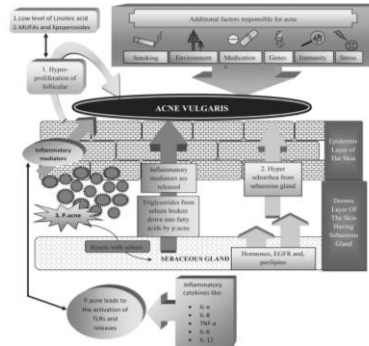 1.Low level of Linoleic acid
2.MUFAs and lipoperoxides
Additional factors responsible for acne
Smoking
Environment
Medication
Genes
Immunity
Stress
1. Hyper-
proliferation of
follicular
ACNE VULGARIS
Inflammatory
mediators
Inflammatory
mediators are
released
2. Hyper
seborrhea from
sebaceous gland
Epidermis
Layer of
The Skin
Triglycerides from
sebum broken
down into fatty
acids by p.acne
3. P.acne
Reacts with sebum
SEBACEOUS GLAND
Hormones, EGFR and,
perilipins
Dermis
Layer Of
The Skin
Having
Sebaceous
Gland
P.acne leads to
the activation of
TLRs and
releases
Inflammatory
cytokines like:
• IL-8
• TNF-α
• IL-6
• IL-12